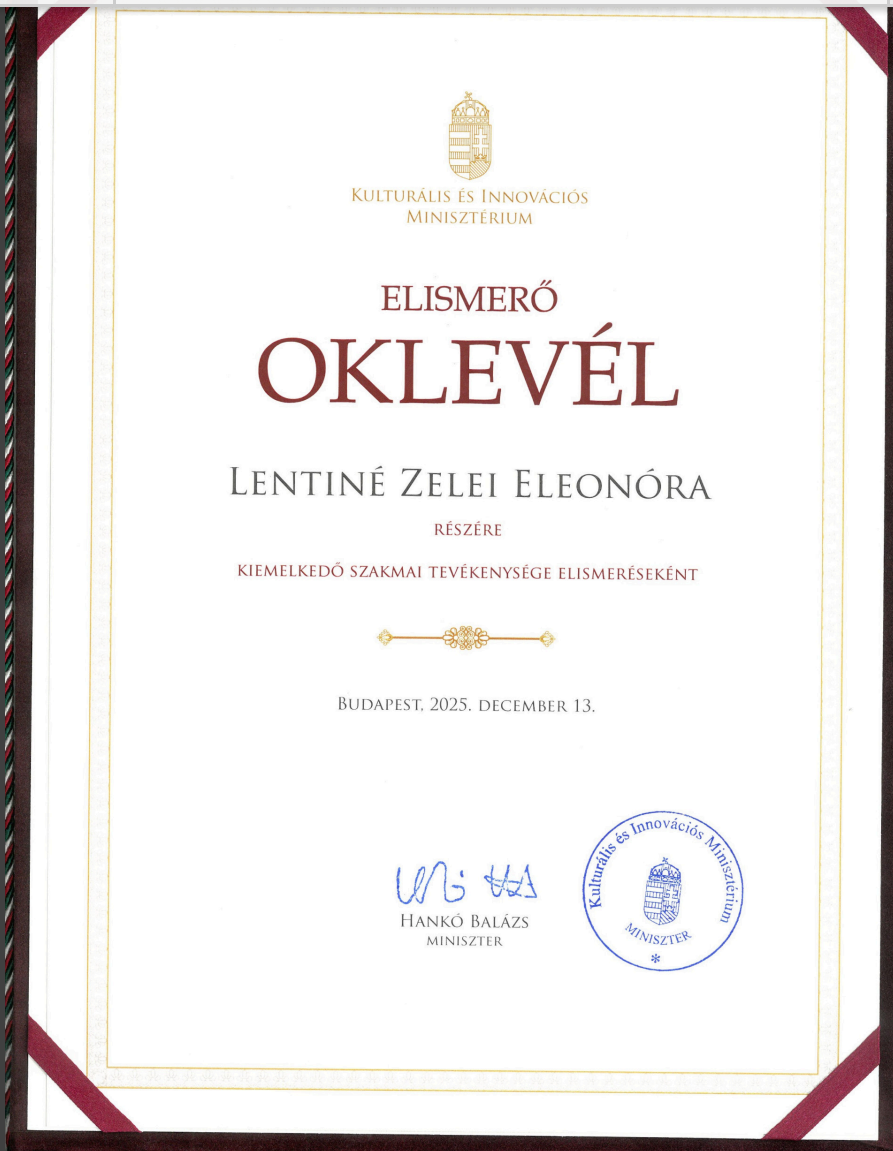 Kulturális és Innovációs
Minisztérium
ELISMERŐ
OKLEVÉL
Lentiné Zelei Eleonóra
részére
kiemelkedő szakmai tevékenysége elismeréseként
Budapest, 2025. december 13.
Hankó Balázs
miniszter
Kulturális és Innovációs Minisztérium
MINISZTER
*